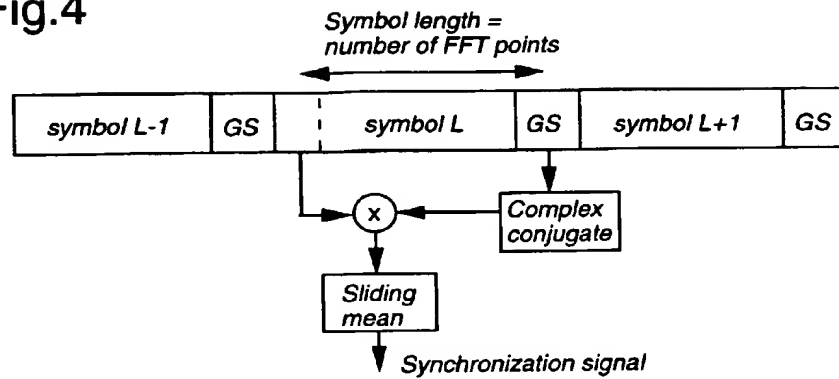 Fig.4
Symbol length =
number of FFT points
symbol L-1 GS symbol L GS symbol L+1 GS
x
Complex
conjugate
Sliding
mean
Synchronization signal